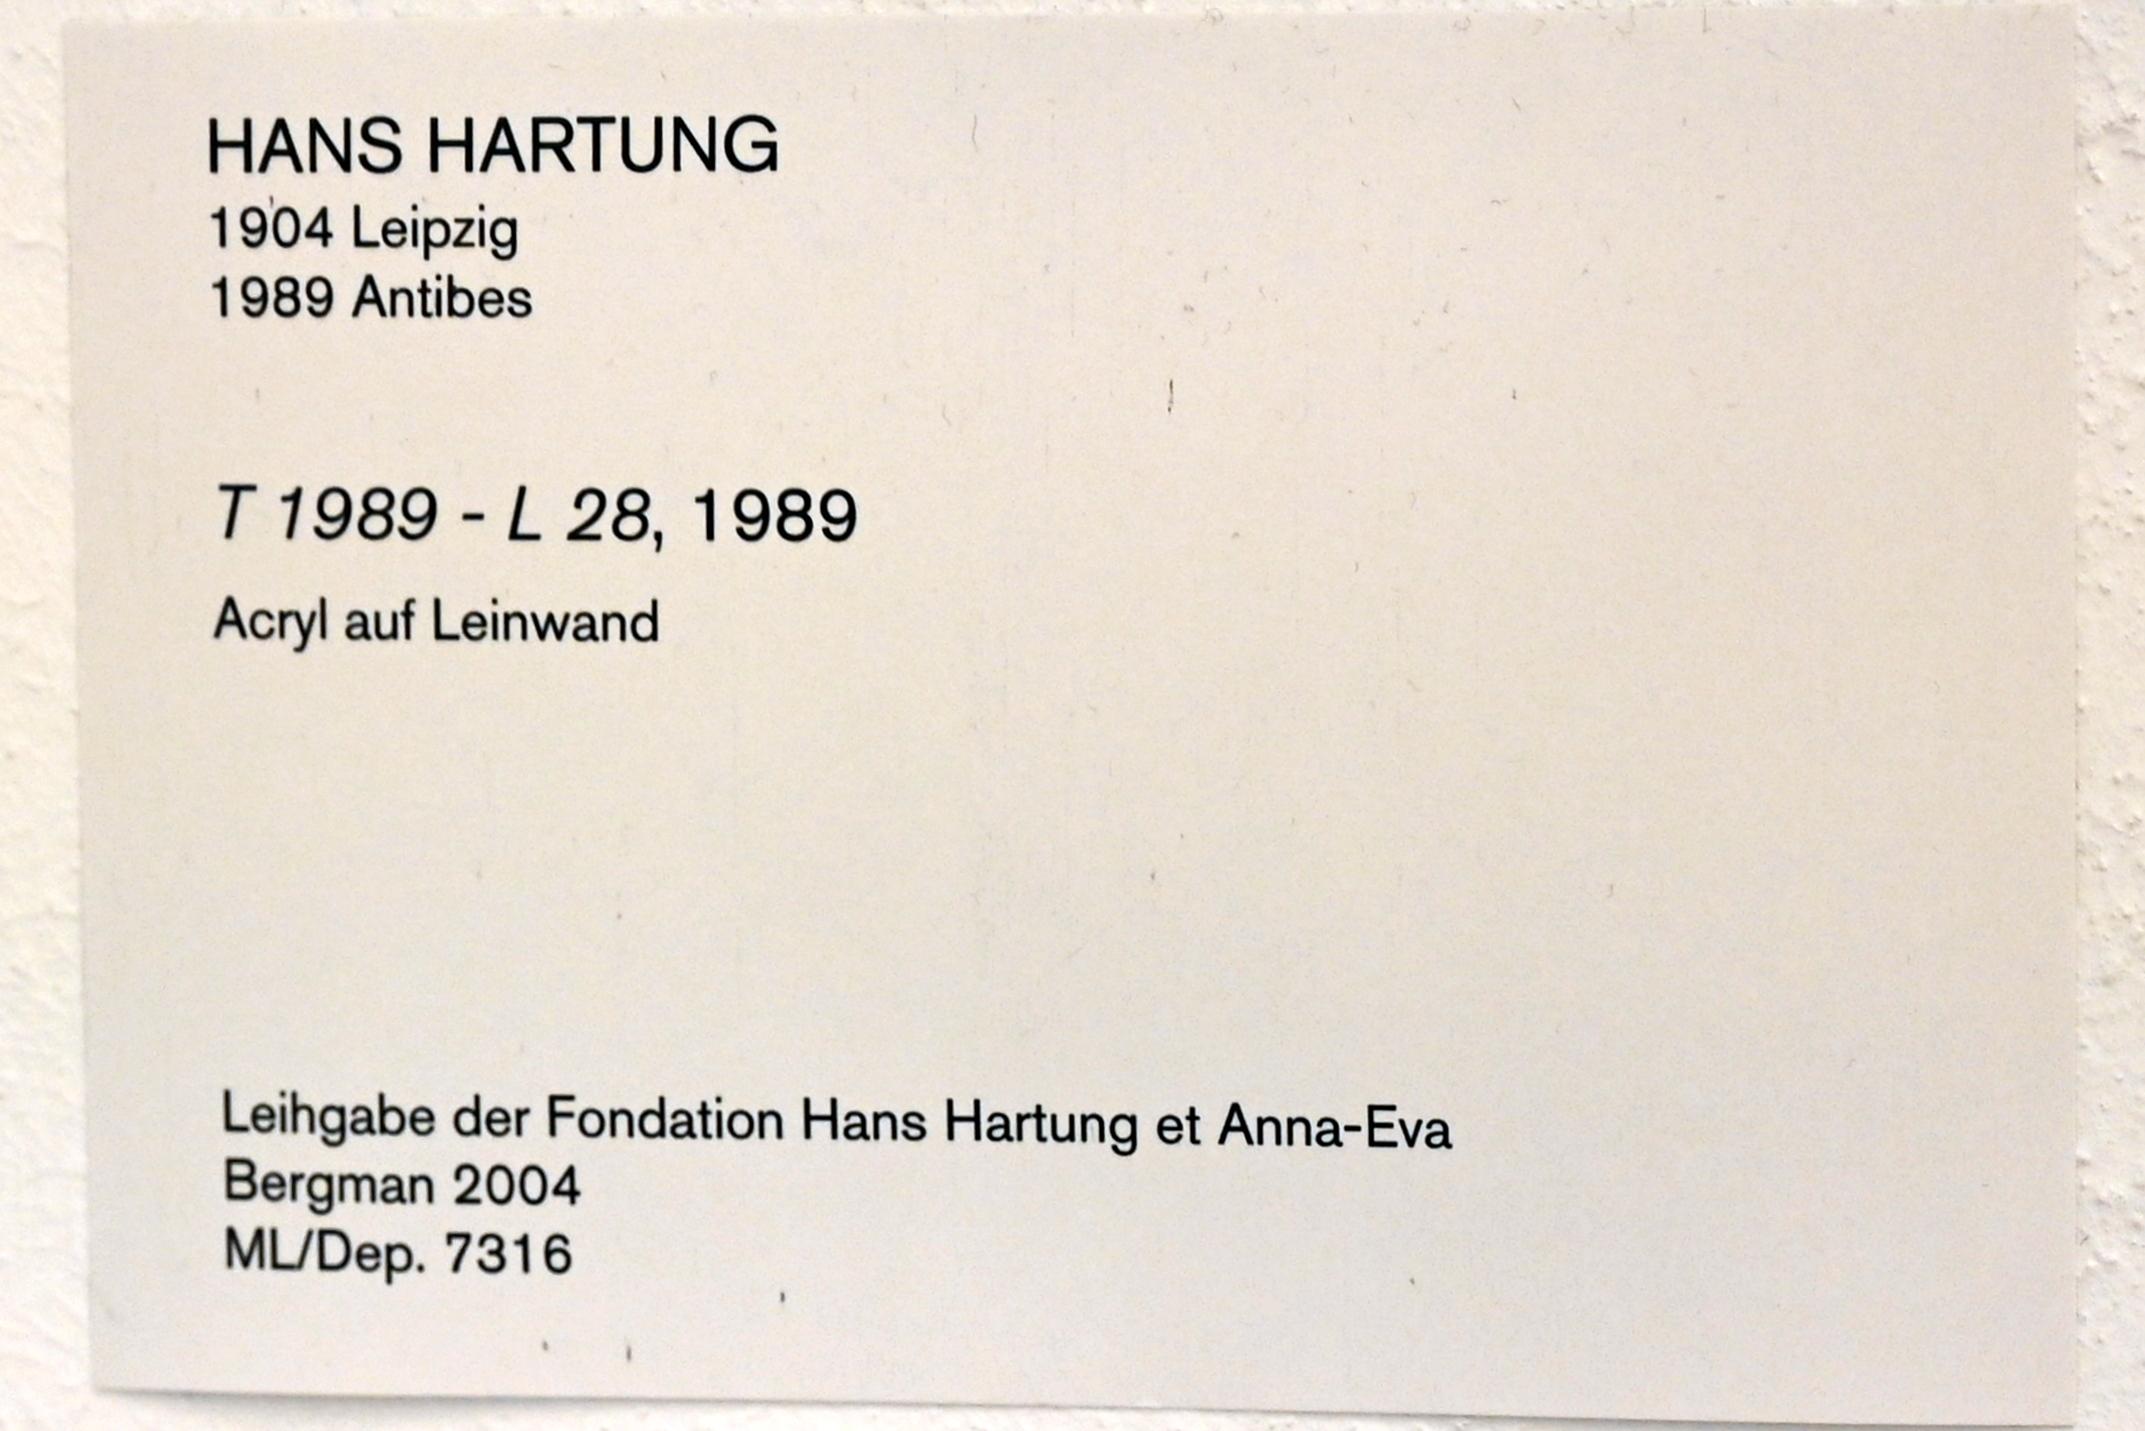 HANS HARTUNG
1904 Leipzig
1989 Antibes
T 1989 - L 28, 1989
Acryl auf Leinwand
Leihgabe der Fondation Hans Hartung et Anna-Eva
Bergman 2004
ML/Dep. 7316